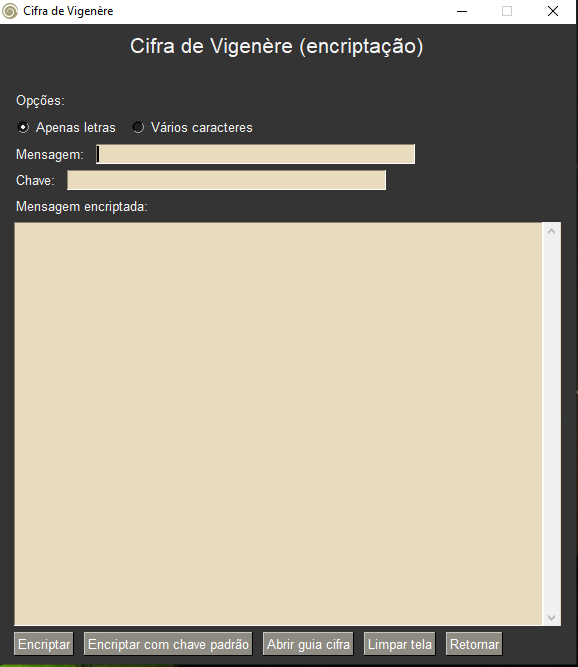 Cifra de Vigenère
Cifra de Vigenère (encriptação)
Opções:
Apenas letras Vários caracteres
Mensagem:
Chave:
Mensagem encriptada:
Encriptar Encriptar com chave padrão Abrir guia cifra Limpar tela Retornar